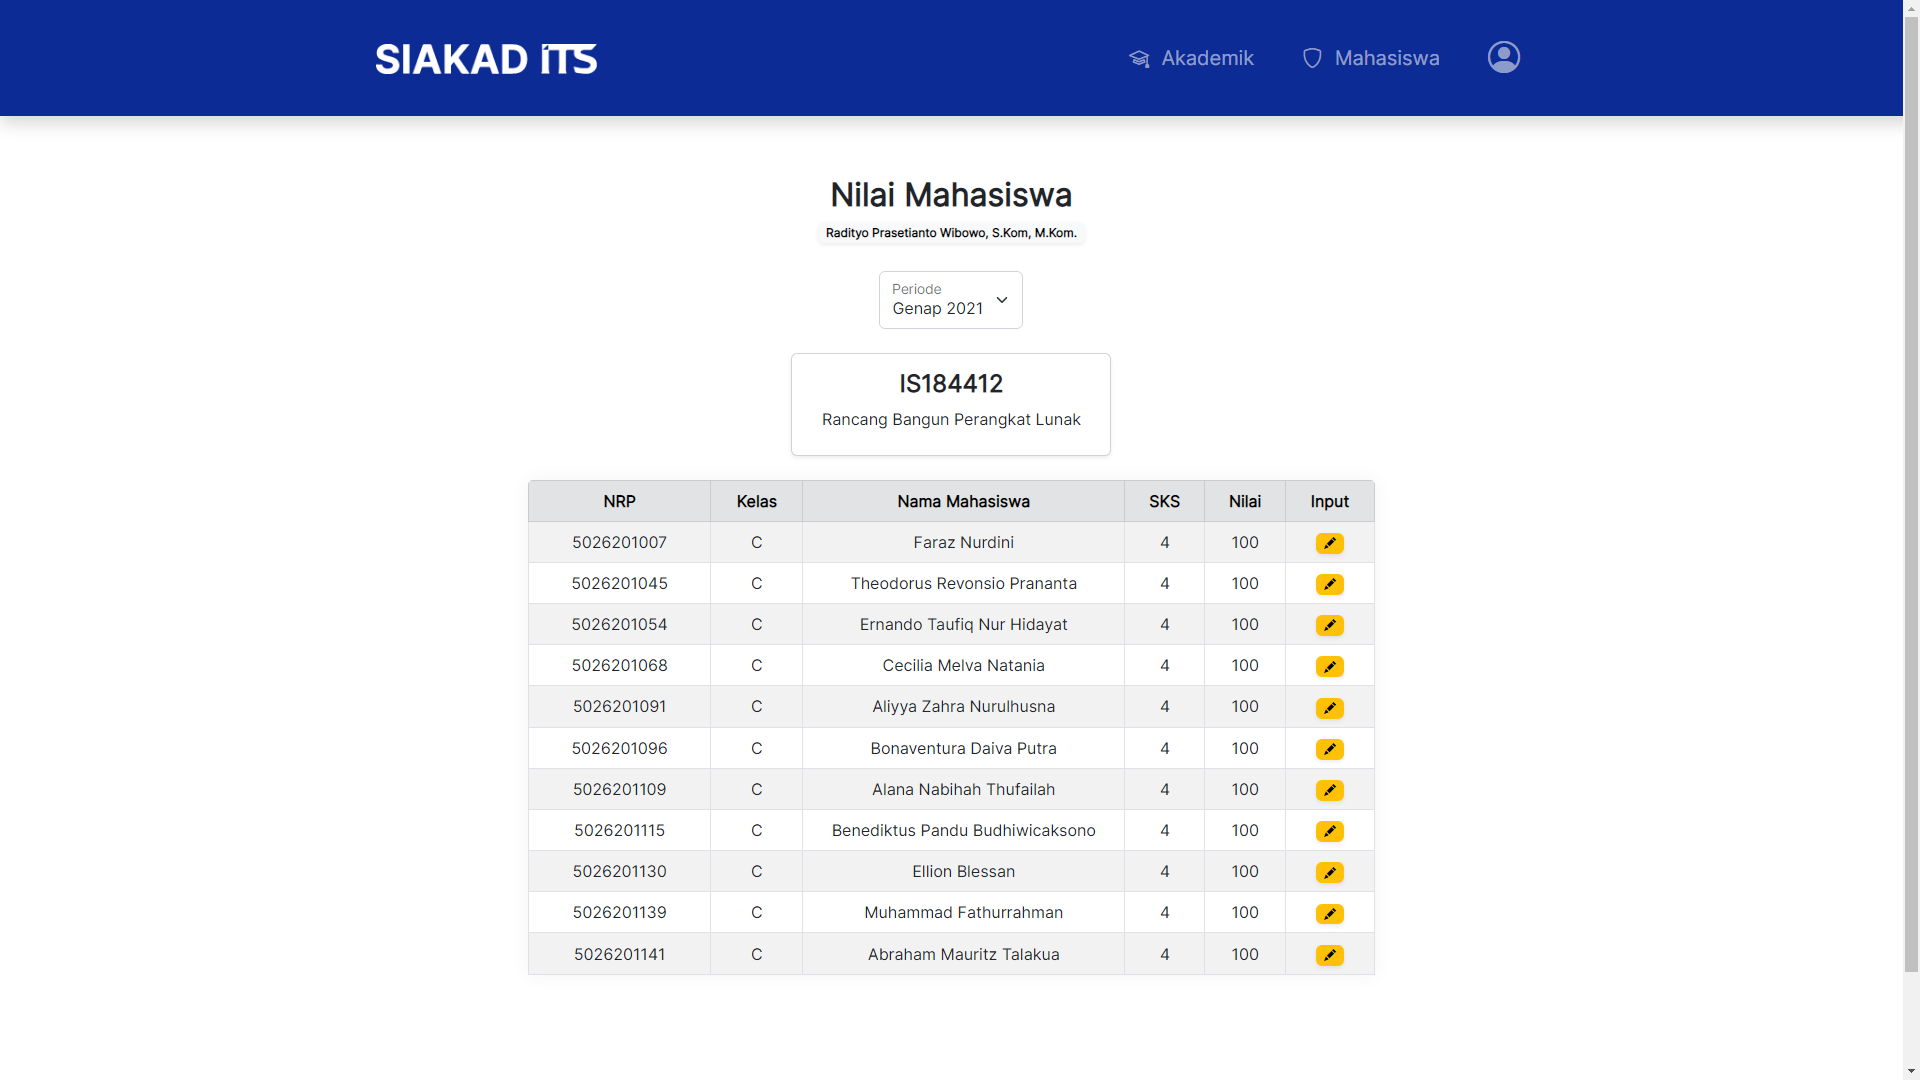 SIAKAD ITS
Akademik
Mahasiswa
Nilai Mahasiswa
Radityo Prasetianto Wibowo, S.Kom, M.Kom.
Periode
Genap 2021
IS184412
Rancang Bangun Perangkat Lunak
NRP Kelas Nama Mahasiswa SKS Nilai Input
5026201007 C Faraz Nurdini 4 100
5026201045 C Theodorus Revonsio Prananta 4 100
5026201054 C Ernando Taufiq Nur Hidayat 4 100
5026201068 C Cecilia Melva Natania 4 100
5026201091 C Aliyya Zahra Nurulhusna 4 100
5026201096 C Bonaventura Daiva Putra 4 100
5026201109 C Alana Nabihah Thufailah 4 100
5026201115 C Benediktus Pandu Budhiwicaksono 4 100
5026201130 C Ellion Blessan 4 100
5026201139 C Muhammad Fathurrahman 4 100
5026201141 C Abraham Mauritz Talakua 4 100